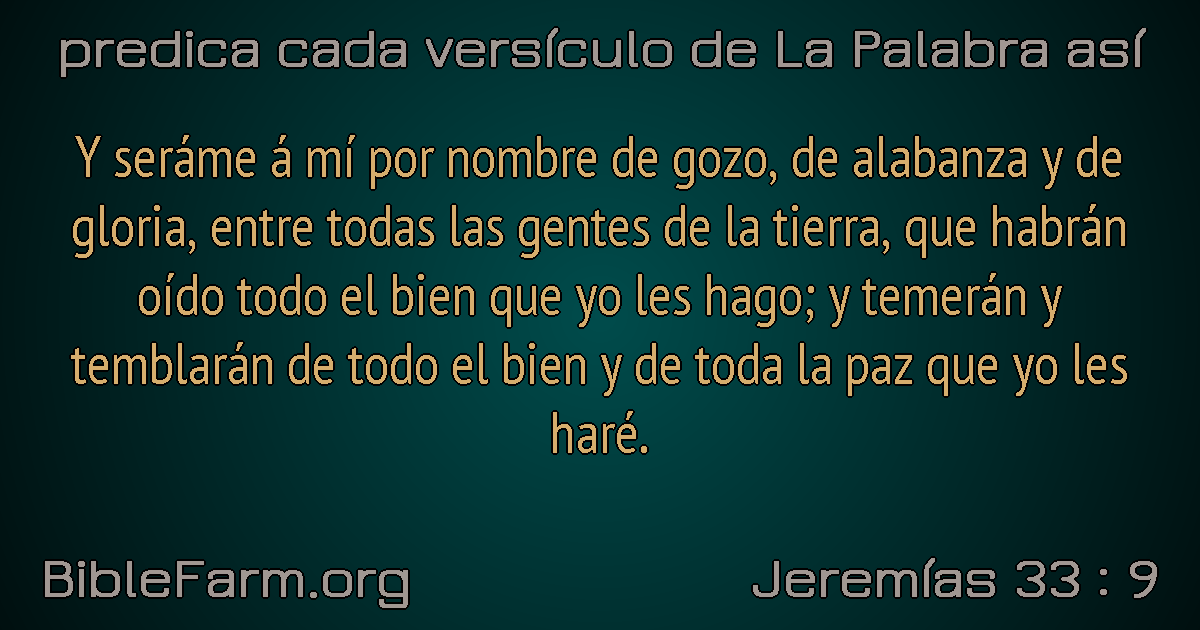 predica cada versículo de La Palabra así
Y seráme á mí por nombre de gozo, de alabanza y de
gloria, entre todas las gentes de la tierra, que habrán
oído todo el bien que yo les hago; y temerán y
temblarán de todo el bien y de toda la paz que yo les
haré.
BibleFarm.org
Jeremías 33 : 9